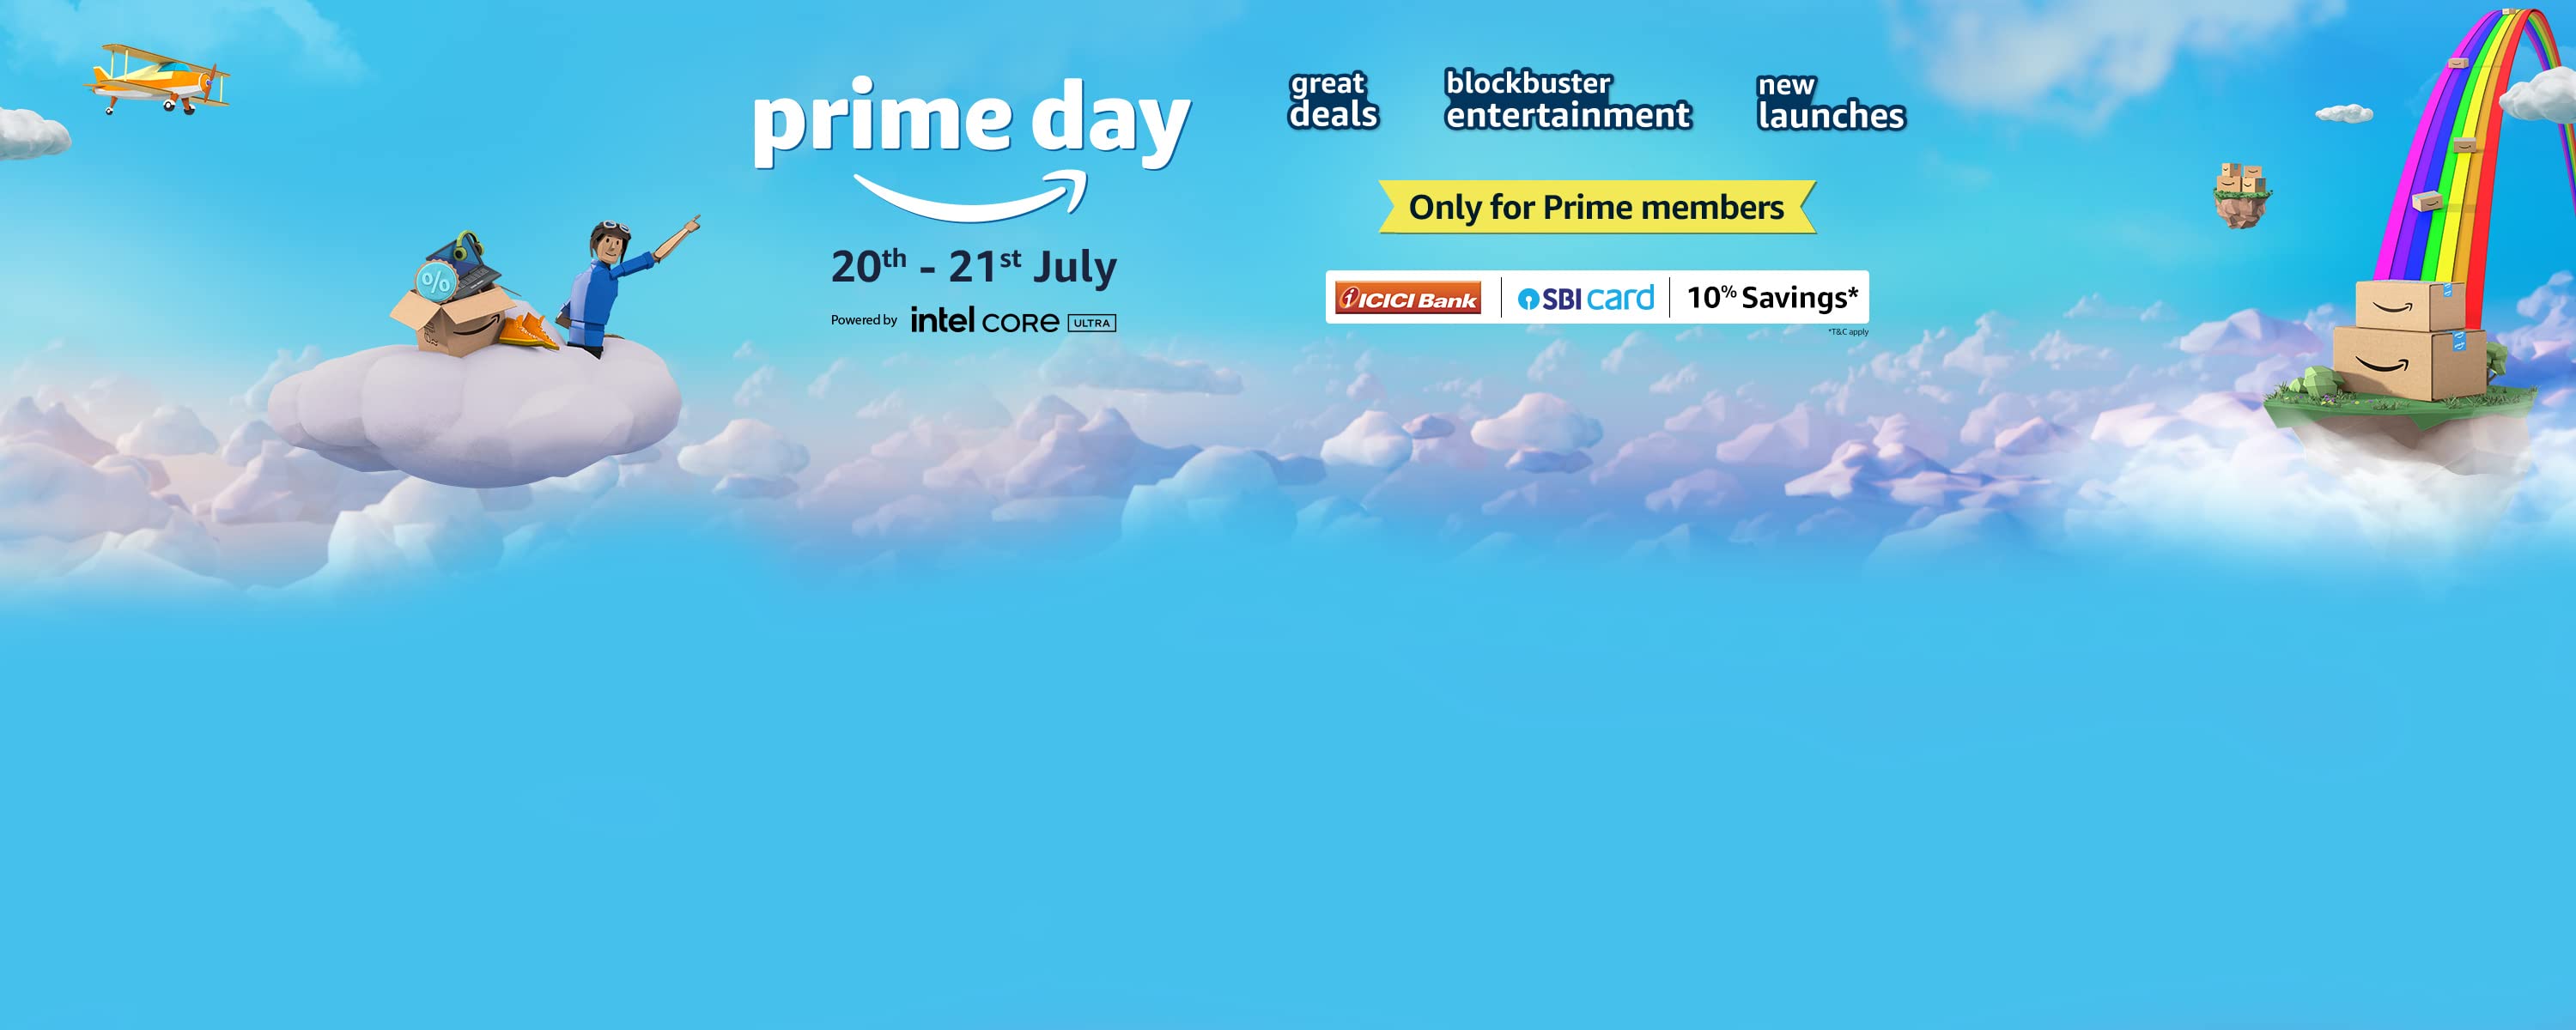 prime day
20th - 21st July
Powered by intel CORE ULTRA
great
deals
blockbuster
entertainment
new
launches
Only for Prime members
ICICI Bank SBI card 10% Savings*
*T&C apply
%